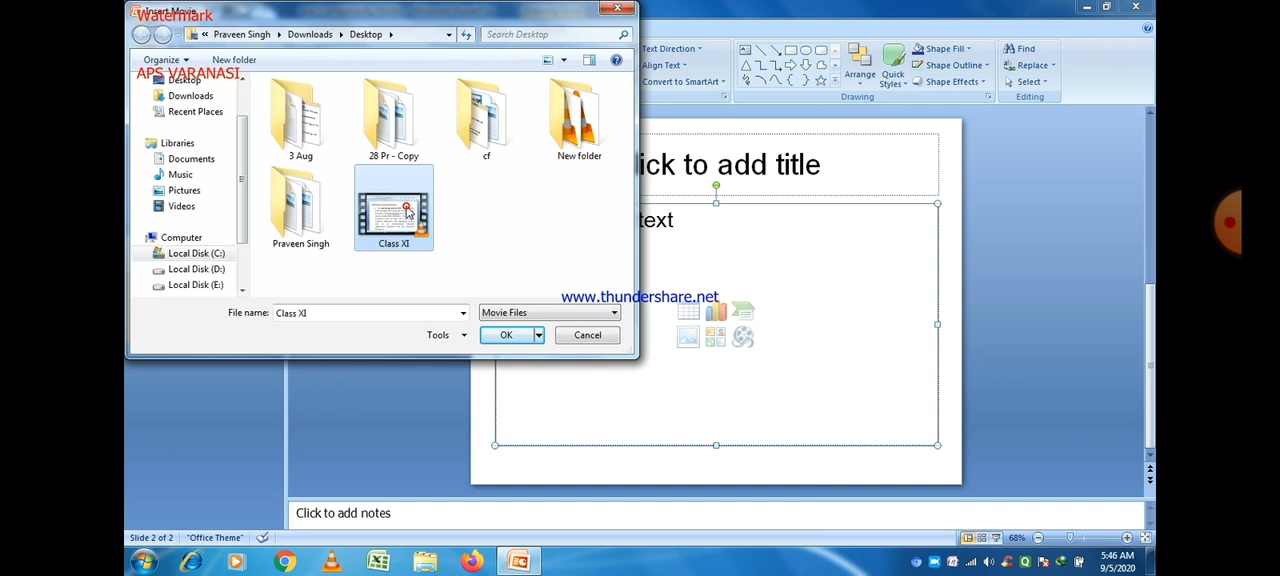 Insert Movie
Watermark
Praveen Singh
Downloads
Desktop
Search Desktop
Organize
New folder
APS VARANASI
Desktop
Downloads
Recent Places
Libraries
Documents
Music
Pictures
Videos
Computer
Local Disk (C:)
Local Disk (D:)
Local Disk (E:)
3 Aug
28 Pr - Copy
cf
New folder
Praveen Singh
Class XI
File name:
Class XI
Movie Files
Tools
OK
Cancel
Text Direction
Align Text
Convert to SmartArt
Arrange
Quick
Styles
Shape Fill
Shape Outline
Shape Effects
Drawing
Find
Replace
Select
Editing
ick to add title
text
www.thundershare.net
Click to add notes
Slide 2 of 2
"Office Theme"
68%
5:46 AM
9/5/2020